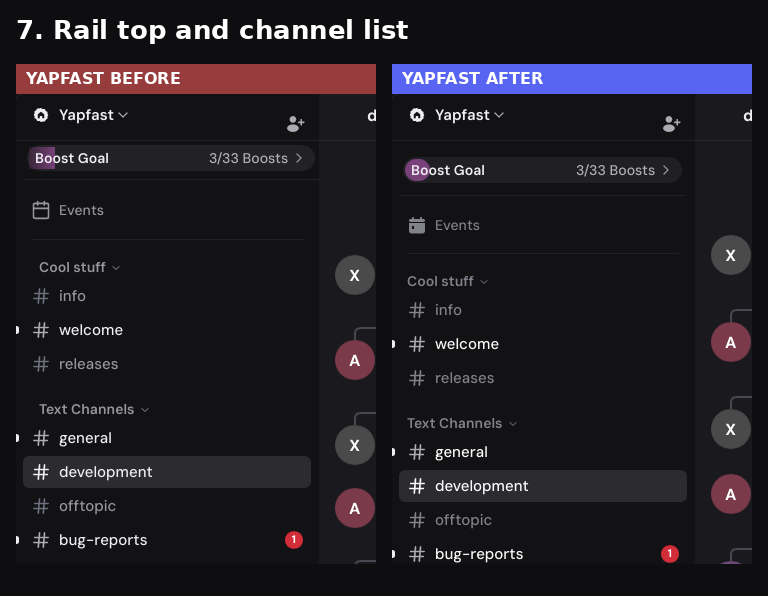 7. Rail top and channel list
YAPFAST BEFORE
Yapfast
d
Boost Goal 3/33 Boosts
Events
Cool stuff
X
# info
# welcome
# releases
A
Text Channels
# general
X
# development
# offtopic
A
# bug-reports 1
YAPFAST AFTER
Yapfast
d
Boost Goal 3/33 Boosts
Events
X
Cool stuff
# info
# welcome
A
# releases
Text Channels
X
# general
# development
A
# offtopic
# bug-reports 1